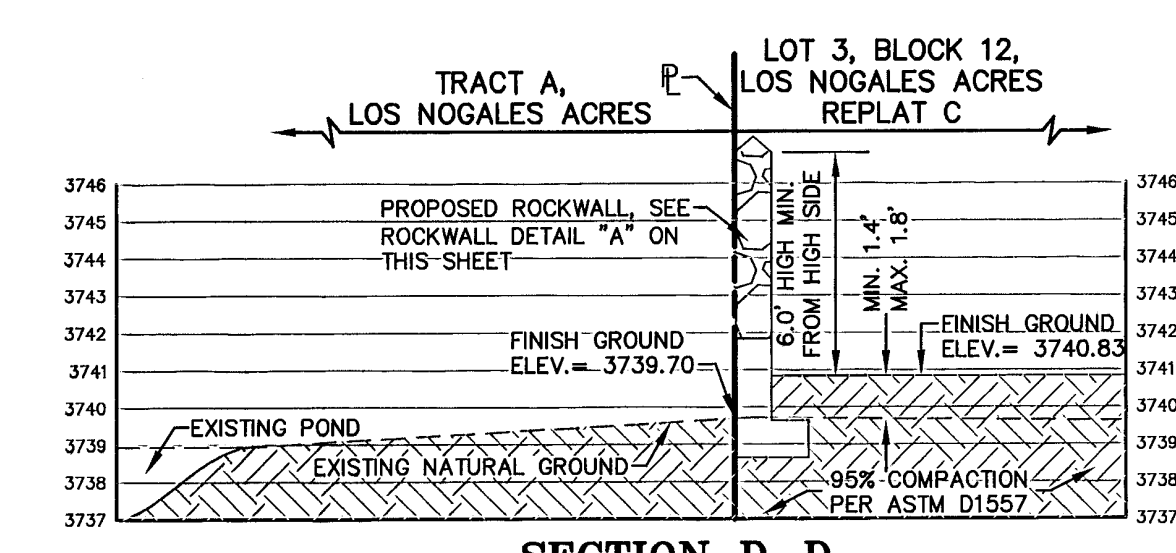 TRACT A,
LOS NOGALES ACRES
PL
LOT 3, BLOCK 12,
LOS NOGALES ACRES
REPLAT C
3746
3745
3744
3743
3742
3741
3740
3739
3738
3737
PROPOSED ROCKWALL, SEE
ROCKWALL DETAIL "A" ON
THIS SHEET
FINISH GROUND
ELEV.= 3739.70
EXISTING POND
EXISTING NATURAL GROUND
6.0' HIGH MIN.
FROM HIGH SIDE
MIN. 1.4'
MAX. 1.8'
FINISH GROUND
ELEV.= 3740.83
95% COMPACTION
PER ASTM D1557
3746
3745
3744
3743
3742
3741
3740
3739
3738
3737